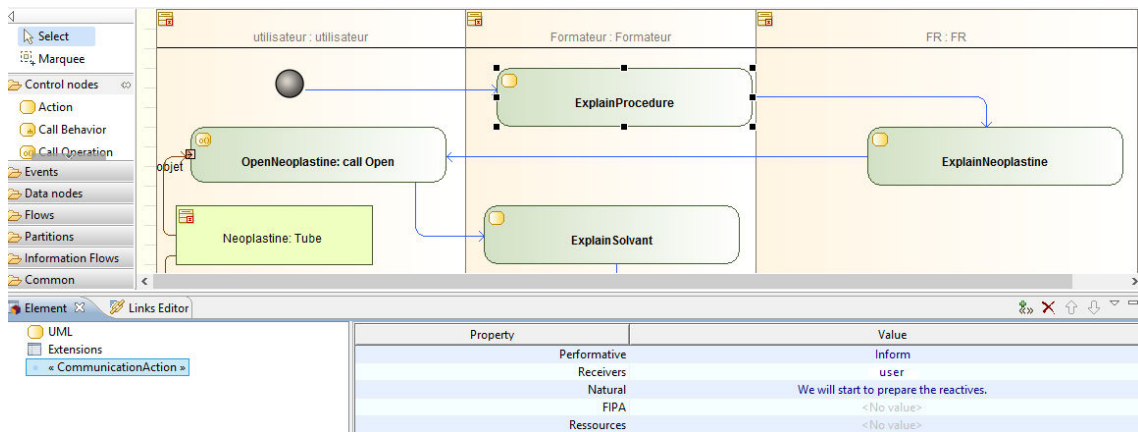 Select
Marquee
Control nodes
Action
Call Behavior
Call Operation
Events
Data nodes
Flows
Partitions
Information Flows
Common
utilisateur : utilisateur
Formateur : Formateur
FR : FR
ExplainProcedure
OpenNeoplastine: call Open
ExplainNeoplastine
objet
Neoplastine: Tube
ExplainSolvant
Element
Links Editor
UML
Extensions
« CommunicationAction »
Property Value
Performative Inform
Receivers user
Natural We will start to prepare the reactives.
FIPA <No value>
Ressources <No value>